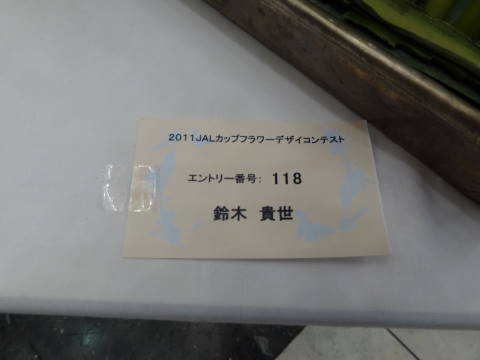 2011JALカップフラワーデザイコンテスト
エントリー番号： 118
鈴木 貴世